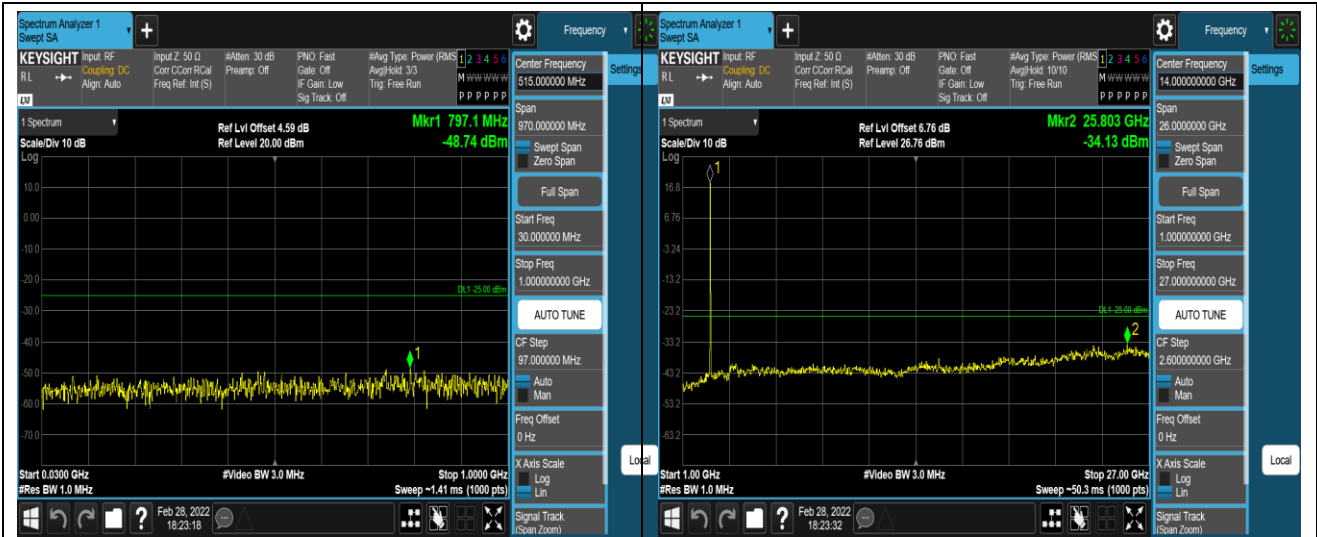 Spectrum Analyzer 1
Swept SA
+
Frequency
KEYSIGHT
Input: RF
Coupling: DC
Align: Auto
Input Z: 50 Ω
Corr CCorr RCal
Freq Ref: Int (S)
#Atten: 30 dB
Preamp: Off
PNO: Fast
Gate: Off
IF Gain: Low
Sig Track: Off
#Avg Type: Power (RMS
Avg|Hold: 3/3
Trig: Free Run
1 2 3 4 5 6
M W W W W W
P P P P P P
RL
LXI
Center Frequency
515.000000 MHz
Settings
Span
970.000000 MHz
Swept Span
Zero Span
Full Span
Start Freq
30.000000 MHz
Stop Freq
1.000000000 GHz
AUTO TUNE
CF Step
97.000000 MHz
Auto
Man
Freq Offset
0 Hz
X Axis Scale
Log
Lin
Signal Track
(Span Zoom)
Local
1 Spectrum
Scale/Div 10 dB
Log
Ref Lvl Offset 4.59 dB
Ref Level 20.00 dBm
Mkr1 797.1 MHz
-48.74 dBm
10.0
0.00
-10.0
-20.0
DL1 -25.00 dBm
-30.0
-40.0
1
-50.0
-60.0
-70.0
Start 0.0300 GHz
#Res BW 1.0 MHz
#Video BW 3.0 MHz
Stop 1.0000 GHz
Sweep ~1.41 ms (1000 pts)
?
Feb 28, 2022
18:23:18
Spectrum Analyzer 1
Swept SA
+
Frequency
KEYSIGHT
Input: RF
Coupling: DC
Align: Auto
Input Z: 50 Ω
Corr CCorr RCal
Freq Ref: Int (S)
#Atten: 30 dB
Preamp: Off
PNO: Fast
Gate: Off
IF Gain: Low
Sig Track: Off
#Avg Type: Power (RMS
Avg|Hold: 10/10
Trig: Free Run
1 2 3 4 5 6
M W W W W W
P P P P P P
RL
LXI
Center Frequency
14.000000000 GHz
Settings
Span
26.0000000 GHz
Swept Span
Zero Span
Full Span
Start Freq
1.000000000 GHz
Stop Freq
27.000000000 GHz
AUTO TUNE
CF Step
2.600000000 GHz
Auto
Man
Freq Offset
0 Hz
X Axis Scale
Log
Lin
Signal Track
(Span Zoom)
Local
1 Spectrum
Scale/Div 10 dB
Log
Ref Lvl Offset 6.76 dB
Ref Level 26.76 dBm
Mkr2 25.803 GHz
-34.13 dBm
1
16.8
6.76
-3.24
-13.2
-23.2
DL1 -25.00 dBm
2
-33.2
-43.2
-53.2
-63.2
Start 1.00 GHz
#Res BW 1.0 MHz
#Video BW 3.0 MHz
Stop 27.00 GHz
Sweep ~50.3 ms (1000 pts)
?
Feb 28, 2022
18:23:32